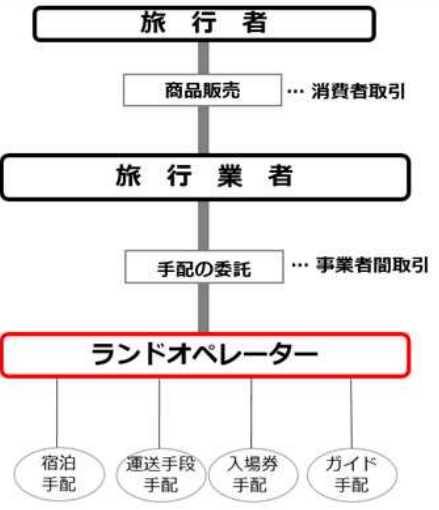 旅 行 者
商品販売 … 消費者取引
旅 行 業 者
手配の委託 … 事業者間取引
ランドオペレーター
宿泊
手配
運送手段
手配
入場券
手配
ガイド
手配